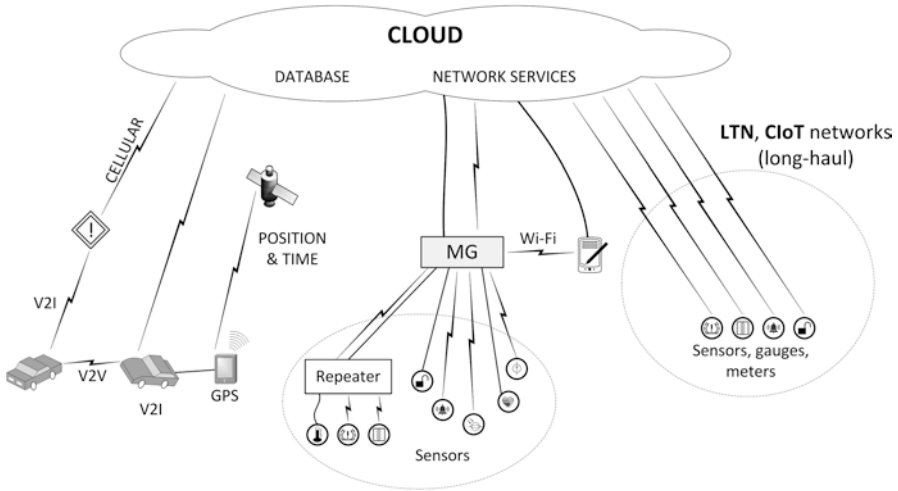 CLOUD
DATABASE
NETWORK SERVICES
CELLULAR
LTN, CIoT networks
(long-haul)
!
POSITION
& TIME
MG
Wi-Fi
V2I
V2V
V2I
GPS
Repeater
Sensors
Sensors, gauges,
meters